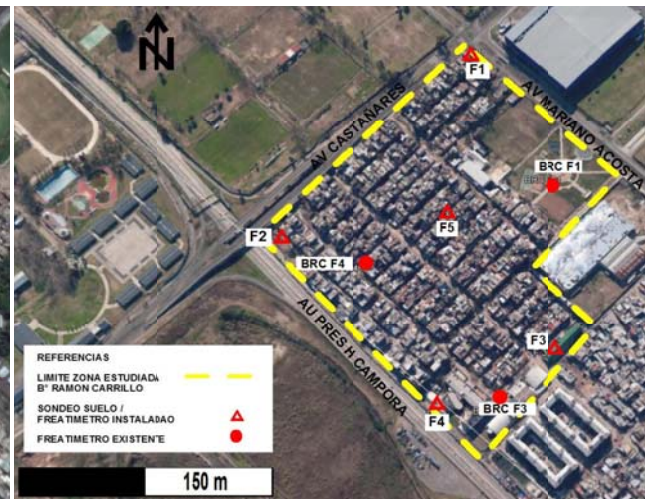 N
F1
AV MARIANO ACOSTA
AV CASTAÑARES
BRC F1
F5
F2
BRC F4
AU PRES H CAMPORA
F3
F4
BRC F3
REFERENCIAS
LIMITE ZONA ESTUDIADA
B° RAMON CARRILLO
SONDEO SUELO /
FREATIMETRO INSTALADAO
FREATIMETRO EXISTENTE
150 m